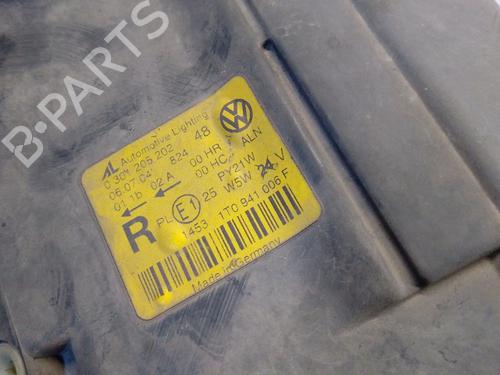 AL Automotive Lighting
0 301 205 202 48
06.07.04 824 00 HR
01 1b 02 A 00 HC ALN
R PL E1 25 PY21W
W5W 24 V
1453 1T0 941 006 F
Made in Germany
B-PARTS